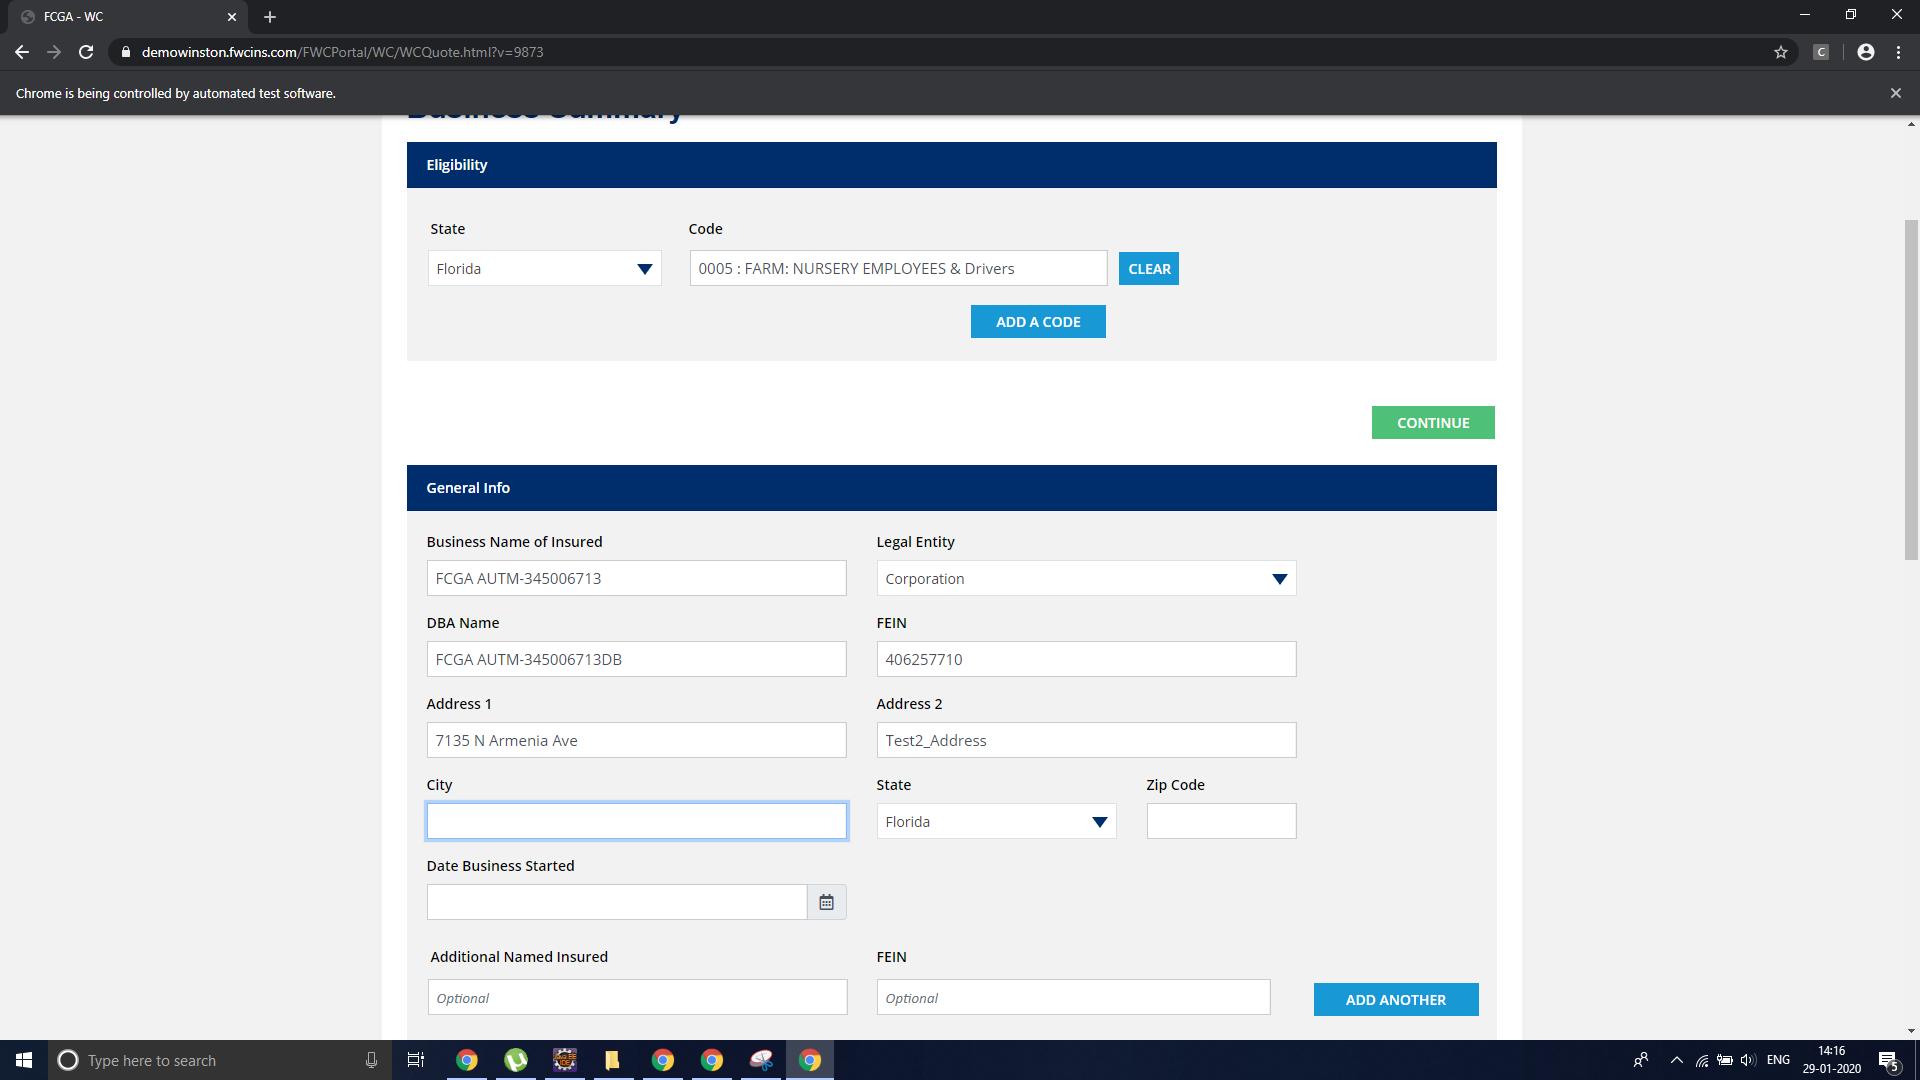 FCGA - WC
demowinston.fwcins.com/FWCPortal/WC/WCQuote.html?v=9873
C
Chrome is being controlled by automated test software.
Business Summary
Eligibility
State
Code
Florida
0005 : FARM: NURSERY EMPLOYEES & Drivers
CLEAR
ADD A CODE
CONTINUE
General Info
Business Name of Insured
Legal Entity
FCGA AUTM-345006713
Corporation
DBA Name
FEIN
FCGA AUTM-345006713DB
406257710
Address 1
Address 2
7135 N Armenia Ave
Test2_Address
City
State
Zip Code
Florida
Date Business Started
Additional Named Insured
FEIN
Optional
Optional
ADD ANOTHER
Type here to search
ENG
14:16
29-01-2020
5